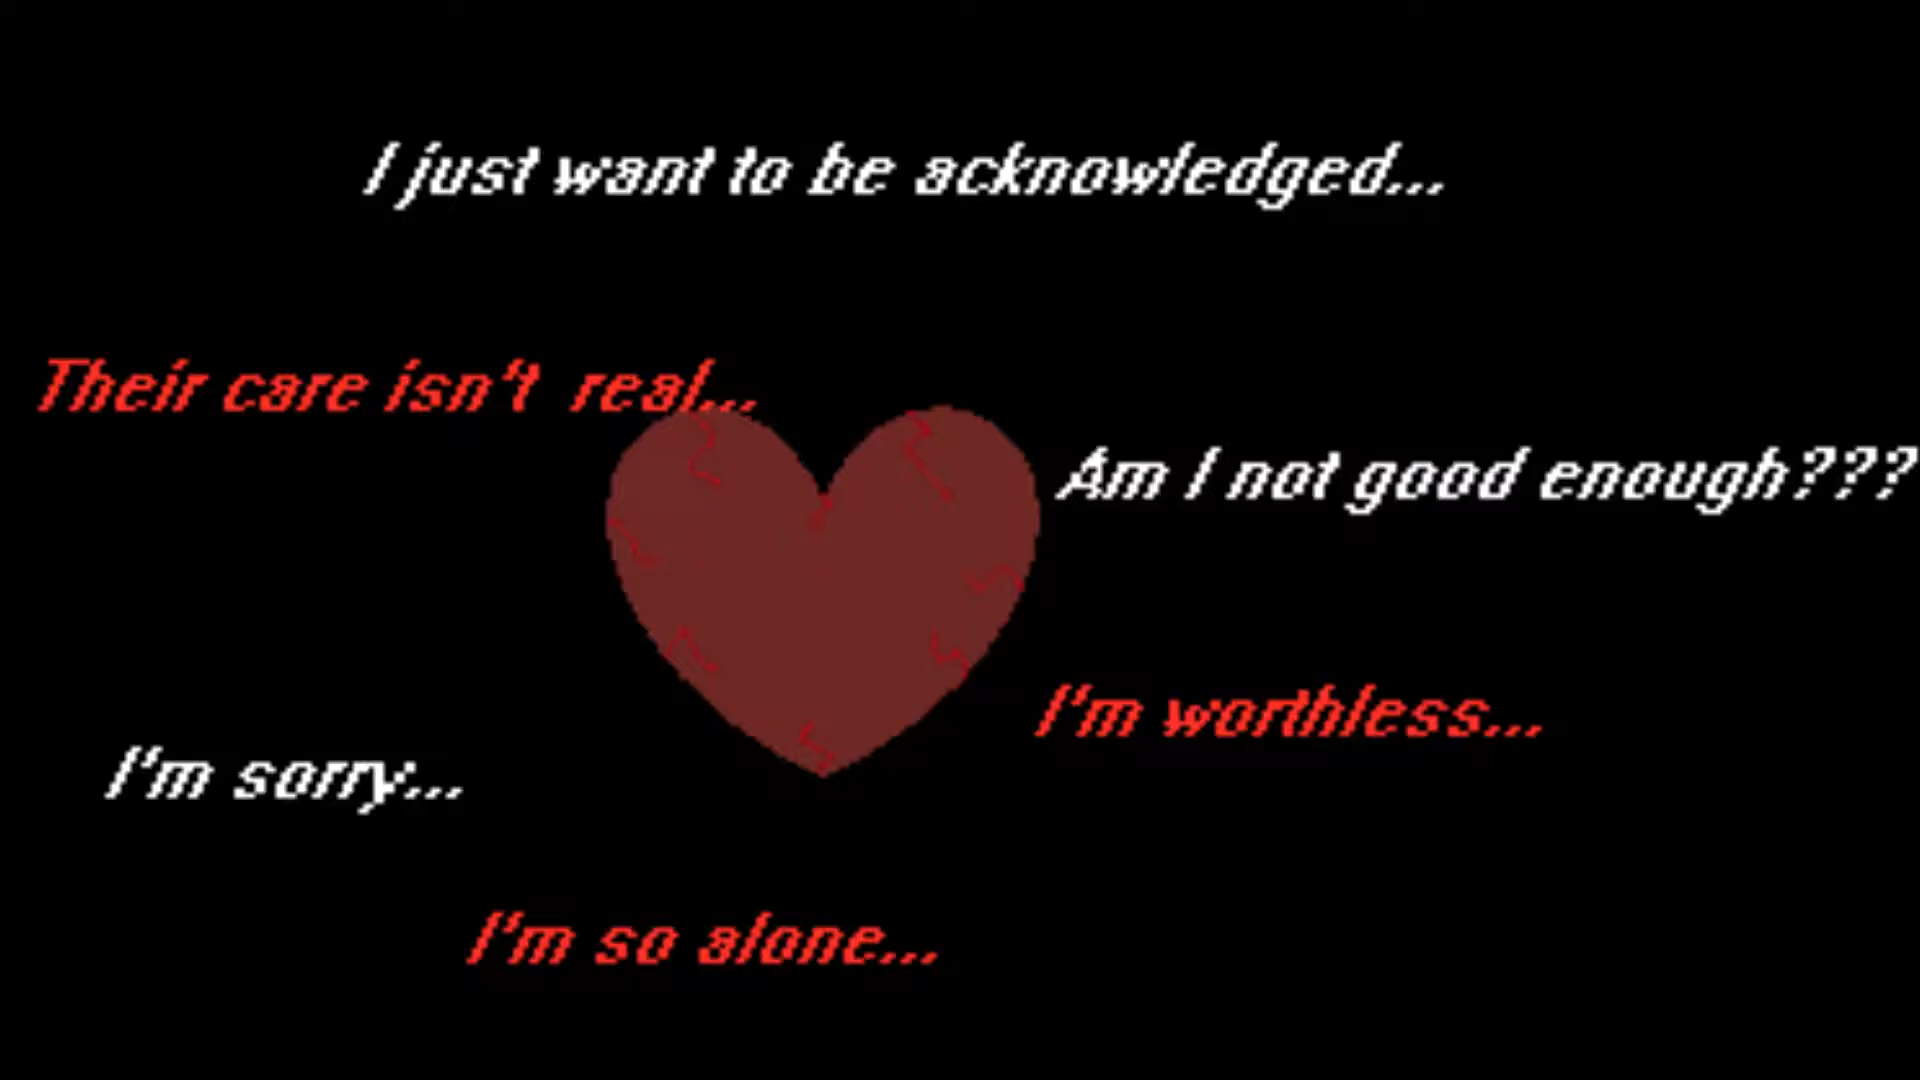 I just want to be acknowledged...
Their care isn't real...
Am I not good enough???
I'm worthless...
I'm sorry...
I'm so alone...